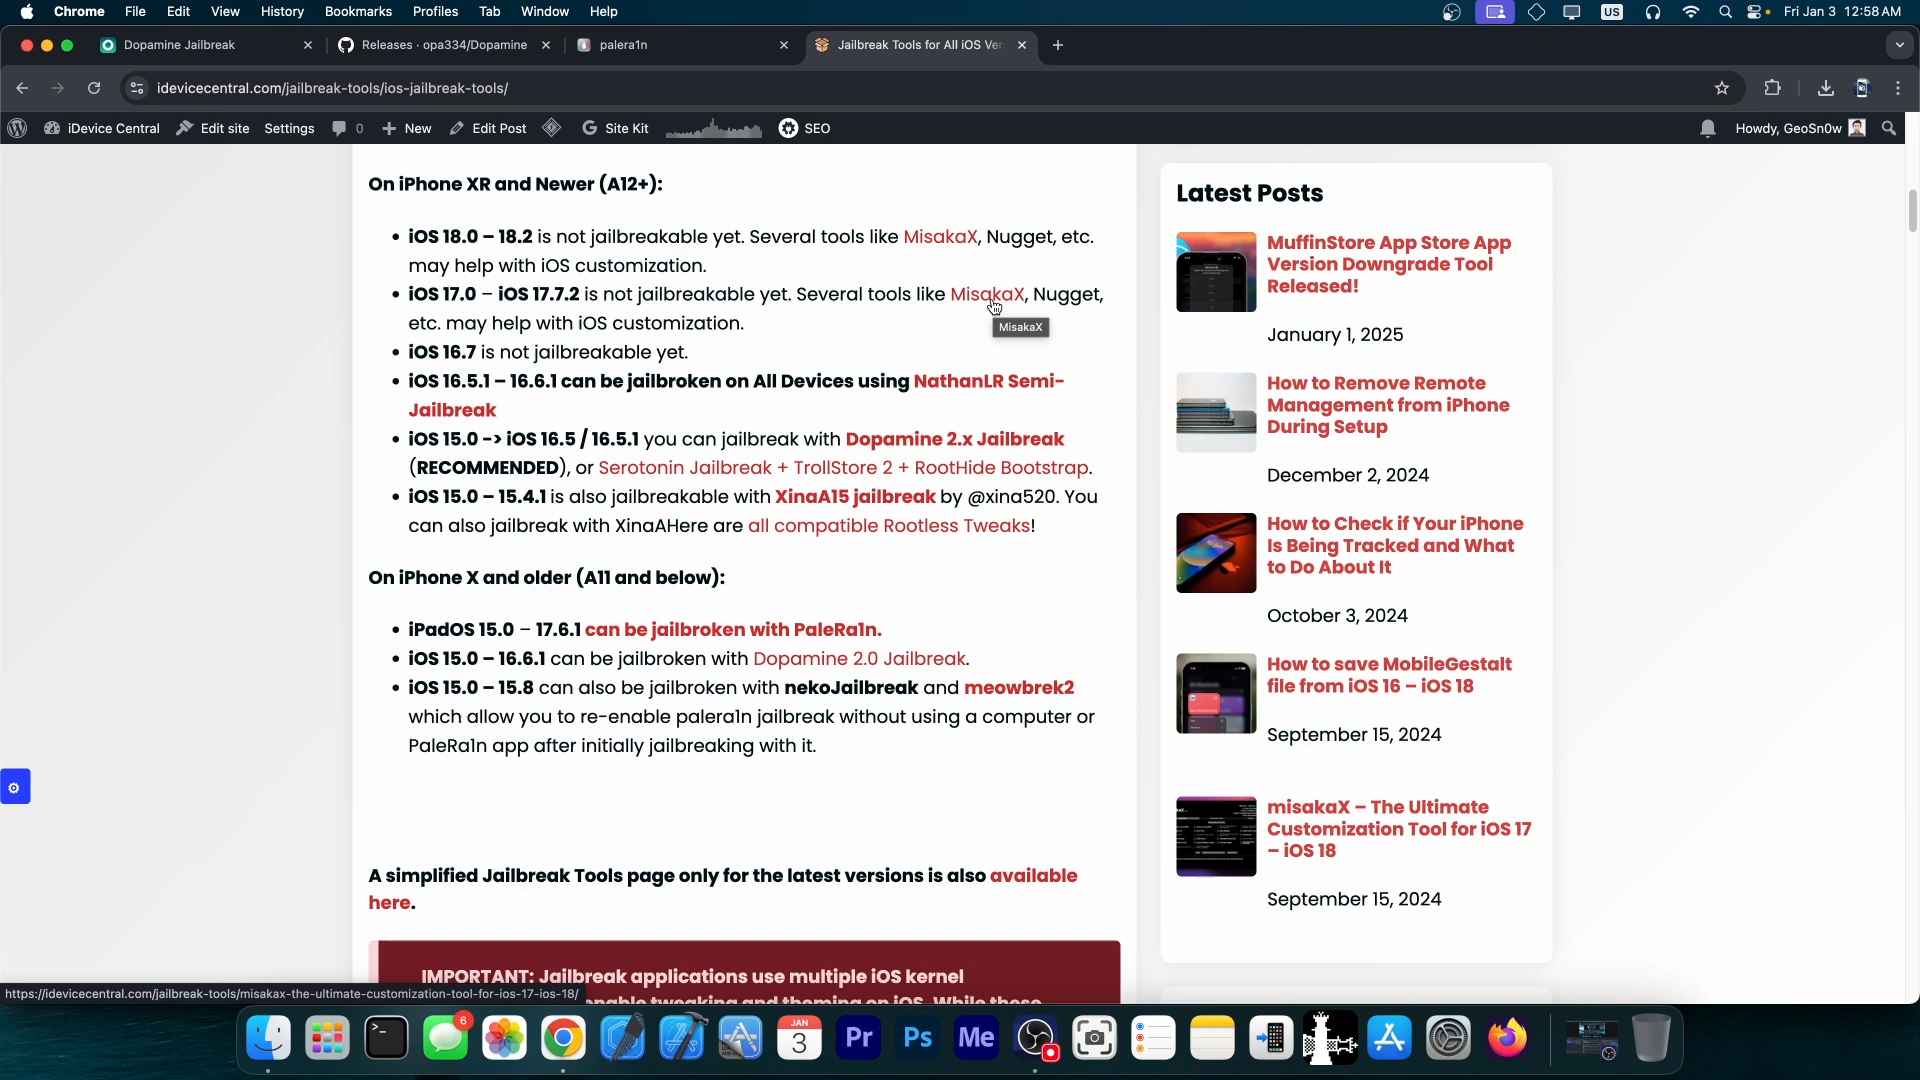 Chrome File Edit View History Bookmarks Profiles Tab Window Help US Fri Jan 3 12:58 AM
Dopamine Jailbreak Releases · opa334/Dopamine palera1n Jailbreak Tools for All iOS Ver
idevicecentral.com/jailbreak-tools/ios-jailbreak-tools/
iDevice Central Edit site Settings 0 New Edit Post Site Kit SEO Howdy, GeoSn0w
On iPhone XR and Newer (A12+):
• iOS 18.0 – 18.2 is not jailbreakable yet. Several tools like MisakaX, Nugget, etc.
may help with iOS customization.
• iOS 17.0 – iOS 17.7.2 is not jailbreakable yet. Several tools like MisakaX, Nugget,
etc. may help with iOS customization.
MisakaX
• iOS 16.7 is not jailbreakable yet.
• iOS 16.5.1 – 16.6.1 can be jailbroken on All Devices using NathanLR Semi-
Jailbreak
• iOS 15.0 -> iOS 16.5 / 16.5.1 you can jailbreak with Dopamine 2.x Jailbreak
(RECOMMENDED), or Serotonin Jailbreak + TrollStore 2 + RootHide Bootstrap.
• iOS 15.0 – 15.4.1 is also jailbreakable with XinaA15 jailbreak by @xina520. You
can also jailbreak with XinaAHere are all compatible Rootless Tweaks!
On iPhone X and older (A11 and below):
• iPadOS 15.0 – 17.6.1 can be jailbroken with PaleRa1n.
• iOS 15.0 – 16.6.1 can be jailbroken with Dopamine 2.0 Jailbreak.
• iOS 15.0 – 15.8 can also be jailbroken with nekoJailbreak and meowbrek2
which allow you to re-enable palera1n jailbreak without using a computer or
PaleRa1n app after initially jailbreaking with it.
A simplified Jailbreak Tools page only for the latest versions is also available
here.
IMPORTANT: Jailbreak applications use multiple iOS kernel
enable tweaking and theming on iOS. While these
Latest Posts
MuffinStore App Store App
Version Downgrade Tool
Released!
January 1, 2025
How to Remove Remote
Management from iPhone
During Setup
December 2, 2024
How to Check if Your iPhone
Is Being Tracked and What
to Do About It
October 3, 2024
How to save MobileGestalt
file from iOS 16 – iOS 18
September 15, 2024
misakaX – The Ultimate
Customization Tool for iOS 17
– iOS 18
September 15, 2024
https://idevicecentral.com/jailbreak-tools/misakax-the-ultimate-customization-tool-for-ios-17-ios-18/
6 JAN 3 Pr Ps Me